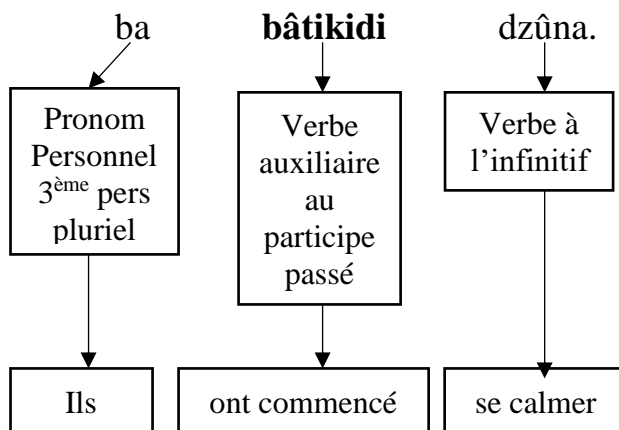 ba bâtikidi dzûna.
Pronom
Personnel
3ème pers
pluriel
Verbe
auxiliaire
au
participe
passé
Verbe à
l’infinitif
Ils
ont commencé
se calmer